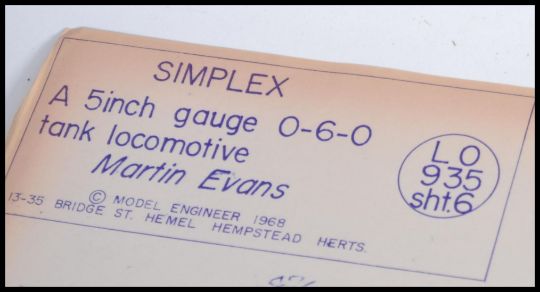 SIMPLEX
A 5inch gauge 0-6-0
tank locomotive
Martin Evans
© MODEL ENGINEER 1968
13-35 BRIDGE ST. HEMEL HEMPSTEAD HERTS.
LO
935
sht.6